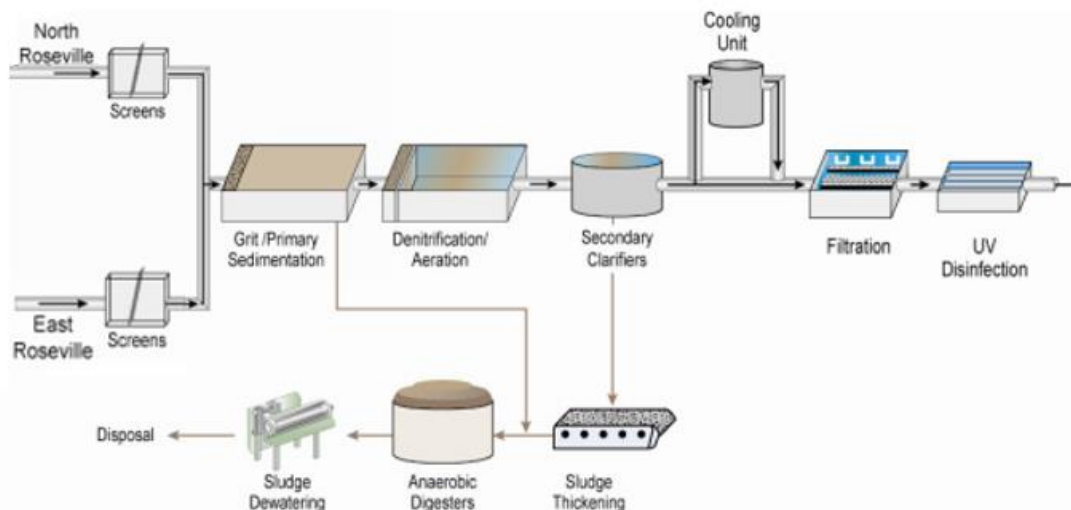 North
Roseville
Screens
Cooling
Unit
Grit /Primary
Sedimentation
Denitrification/
Aeration
Secondary
Clarifiers
Filtration
UV
Disinfection
East
Roseville
Screens
Disposal
Sludge
Dewatering
Anaerobic
Digesters
Sludge
Thickening